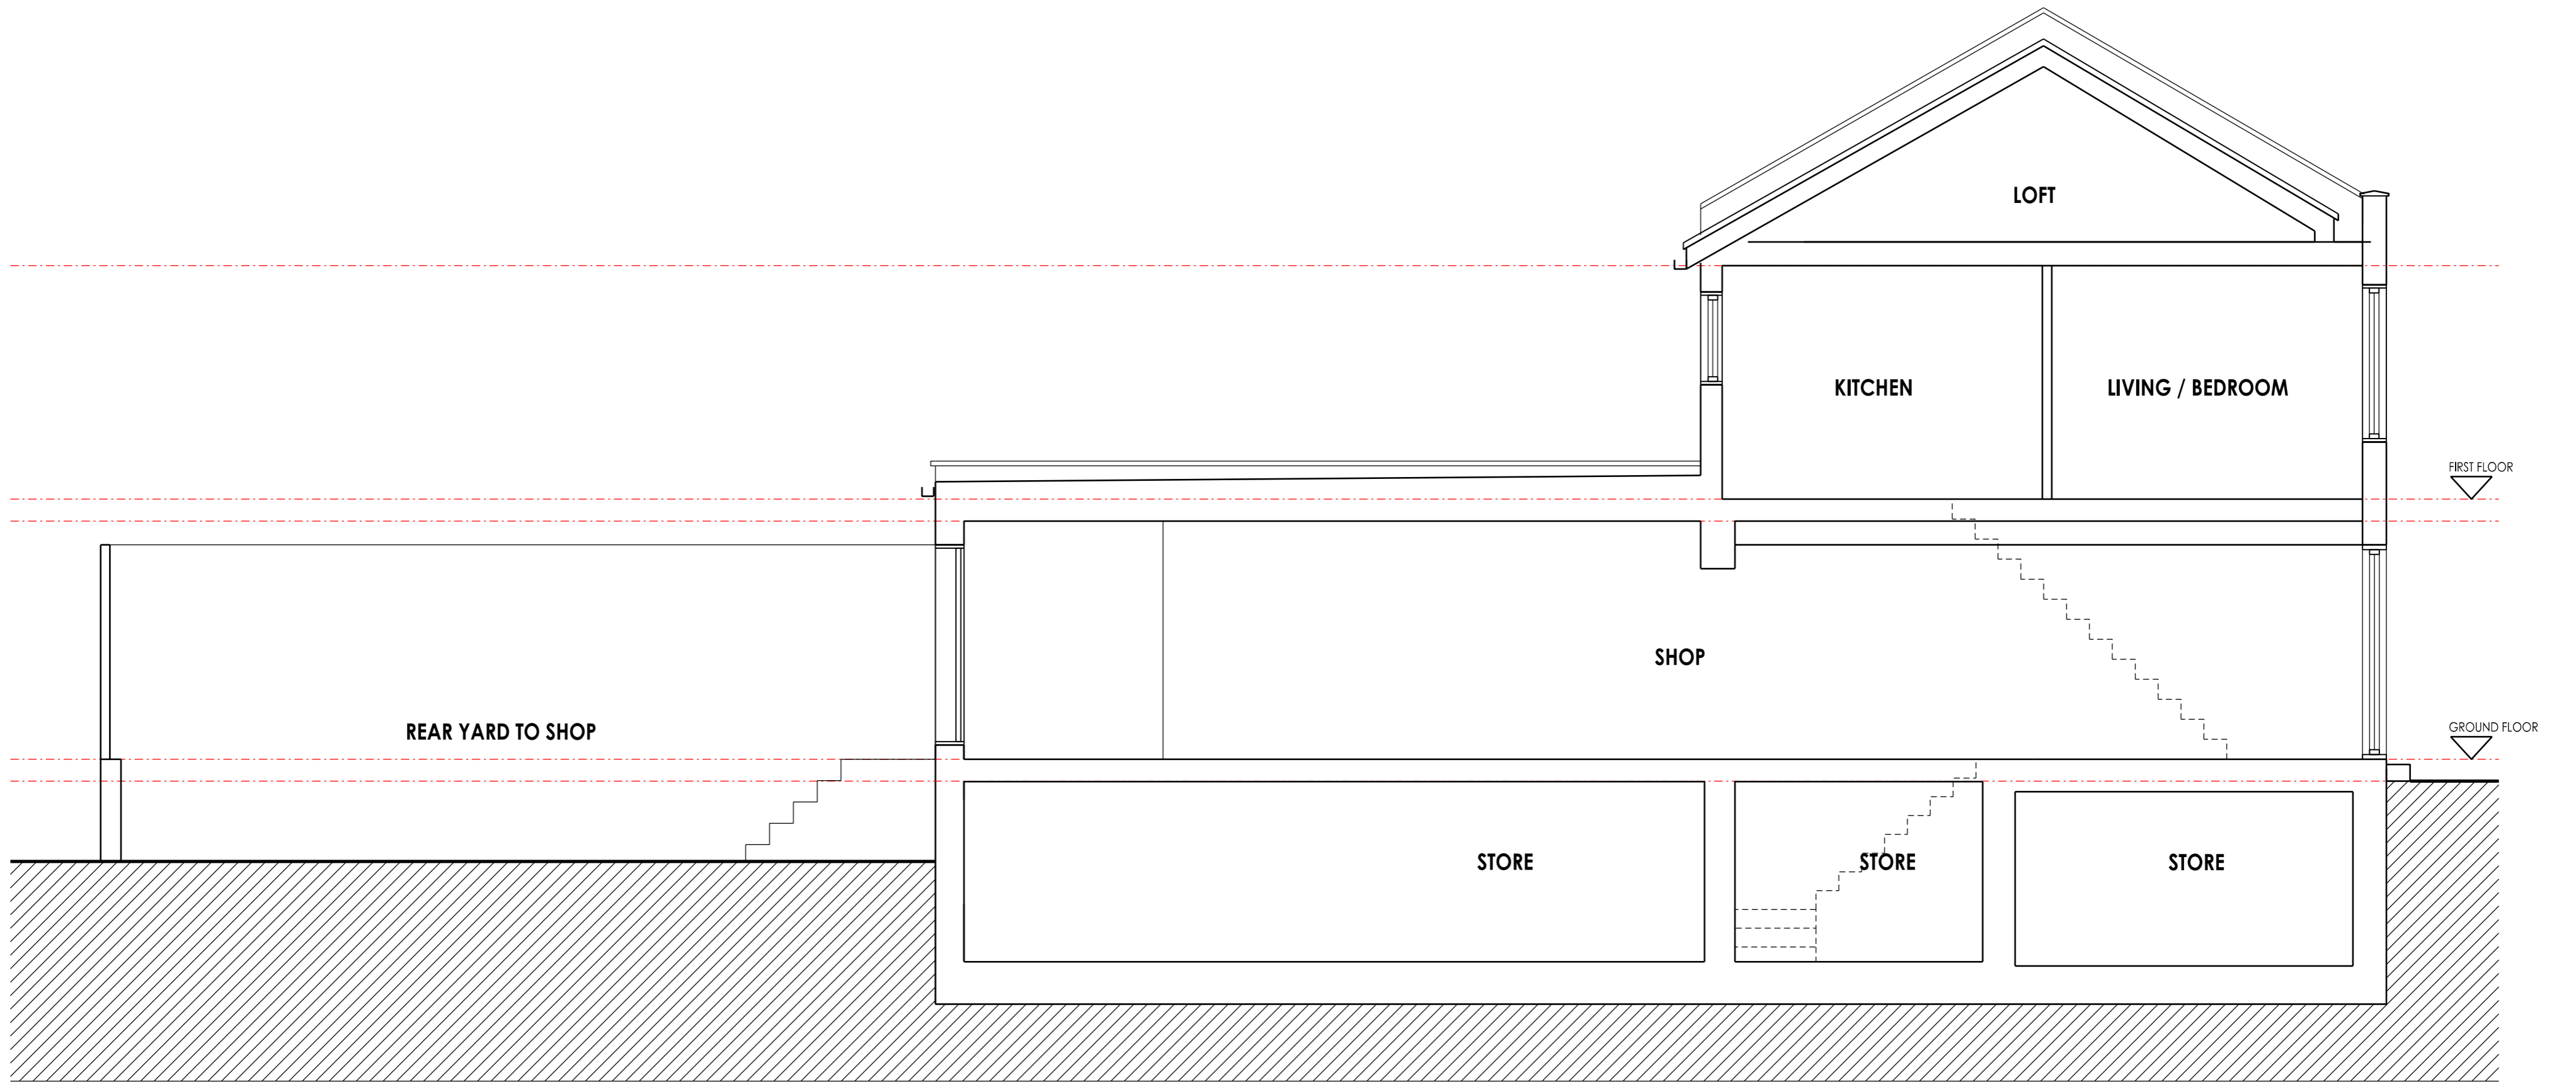 LOFT
KITCHEN
LIVING / BEDROOM
FIRST FLOOR
SHOP
REAR YARD TO SHOP
GROUND FLOOR
STORE
STORE
STORE